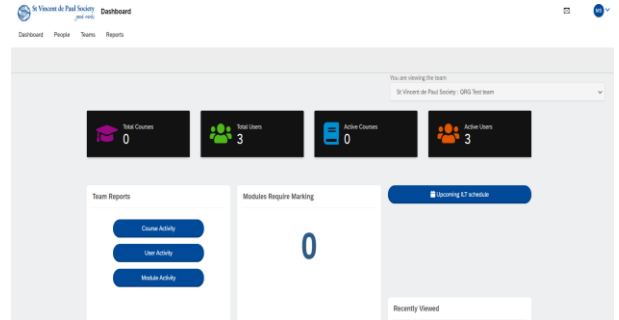 St Vincent de Paul Society
good works
Dashboard
MS
Dashboard People Teams Reports
You are viewing the team
St Vincent de Paul Society : QRG Test team
Total Courses
0
Total Users
3
Active Courses
0
Active Users
3
Team Reports
Course Activity
User Activity
Module Activity
Modules Require Marking
0
Upcoming ILT schedule
Recently Viewed